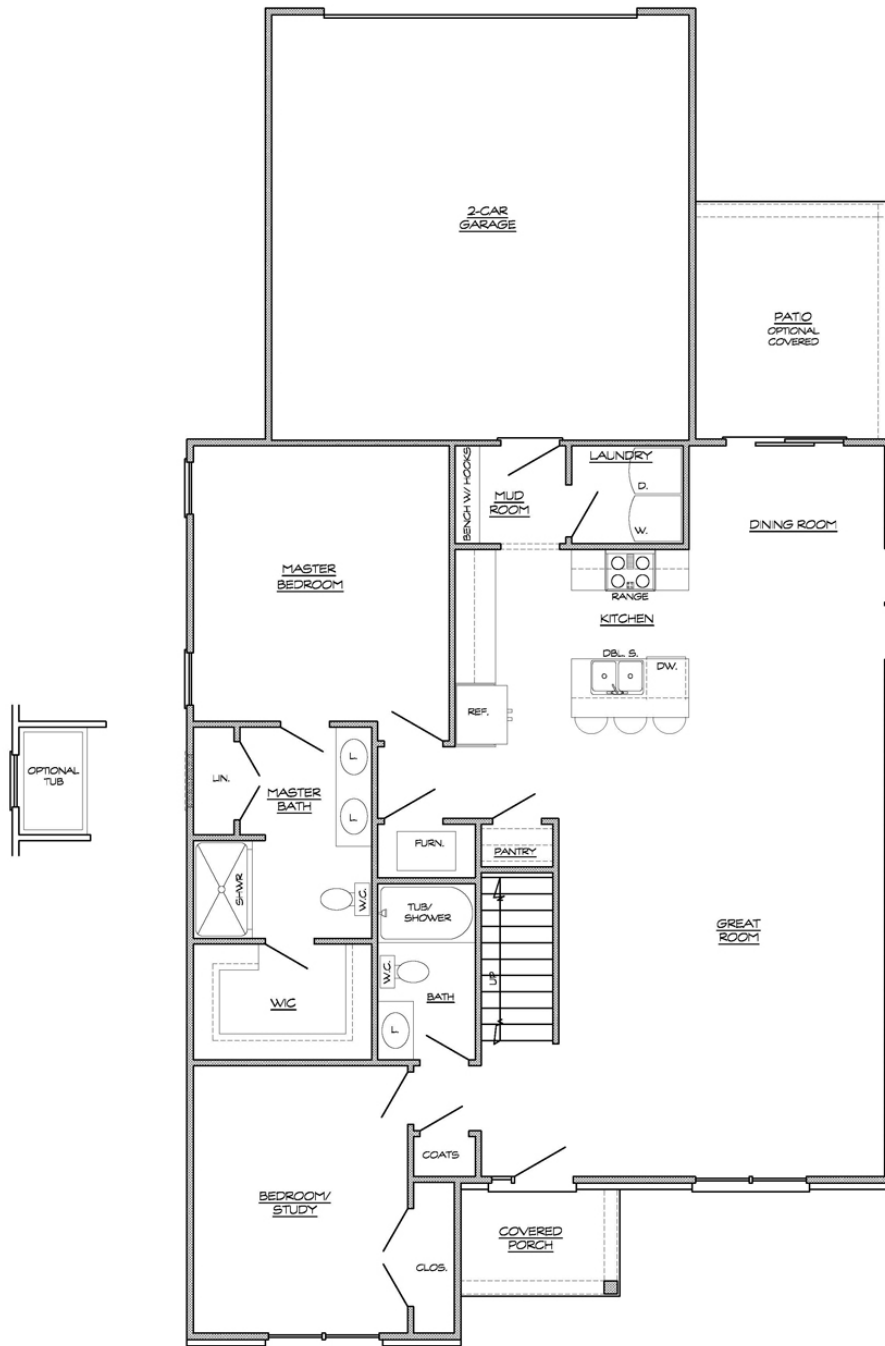 2-CAR
GARAGE
PATIO
OPTIONAL
COVERED
BENCH W/ HOOKS
MUD
ROOM
LAUNDRY
D.
W.
DINING ROOM
MASTER
BEDROOM
RANGE
KITCHEN
DBL. S.
DW.
REF.
OPTIONAL
TUB
LIN.
MASTER
BATH
L
L
FURN.
PANTRY
SHWR
W.C.
TUB/
SHOWER
GREAT
ROOM
W.C.
BATH
L
UP
WIC
COATS
BEDROOM/
STUDY
CLOS.
COVERED
PORCH